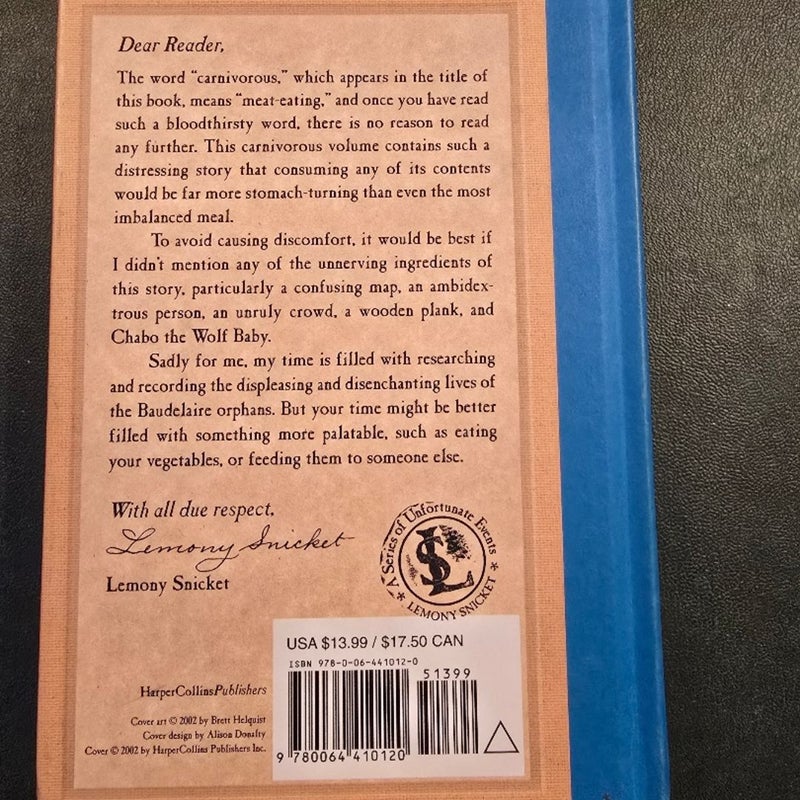 Dear Reader,
The word "carnivorous," which appears in the title of
this book, means "meat-eating," and once you have read
such a bloodthirsty word, there is no reason to read
any further. This carnivorous volume contains such a
distressing story that consuming any of its contents
would be far more stomach-turning than even the most
imbalanced meal.
To avoid causing discomfort, it would be best if
I didn't mention any of the unnerving ingredients of
this story, particularly a confusing map, an ambidex-
trous person, an unruly crowd, a wooden plank, and
Chabo the Wolf Baby.
Sadly for me, my time is filled with researching
and recording the displeasing and disenchanting lives of
the Baudelaire orphans. But your time might be better
filled with something more palatable, such as eating
your vegetables, or feeding them to someone else.
With all due respect,
Lemony Snicket
Lemony Snicket
A Series of Unfortunate Events
LS
* LEMONY SNICKET *
USA $13.99 / $17.50 CAN
ISBN 978-0-06-441012-0
51399
9 780064 410120
HarperCollinsPublishers
Cover art © 2002 by Brett Helquist
Cover design by Alison Donalty
Cover © 2002 by HarperCollins Publishers Inc.